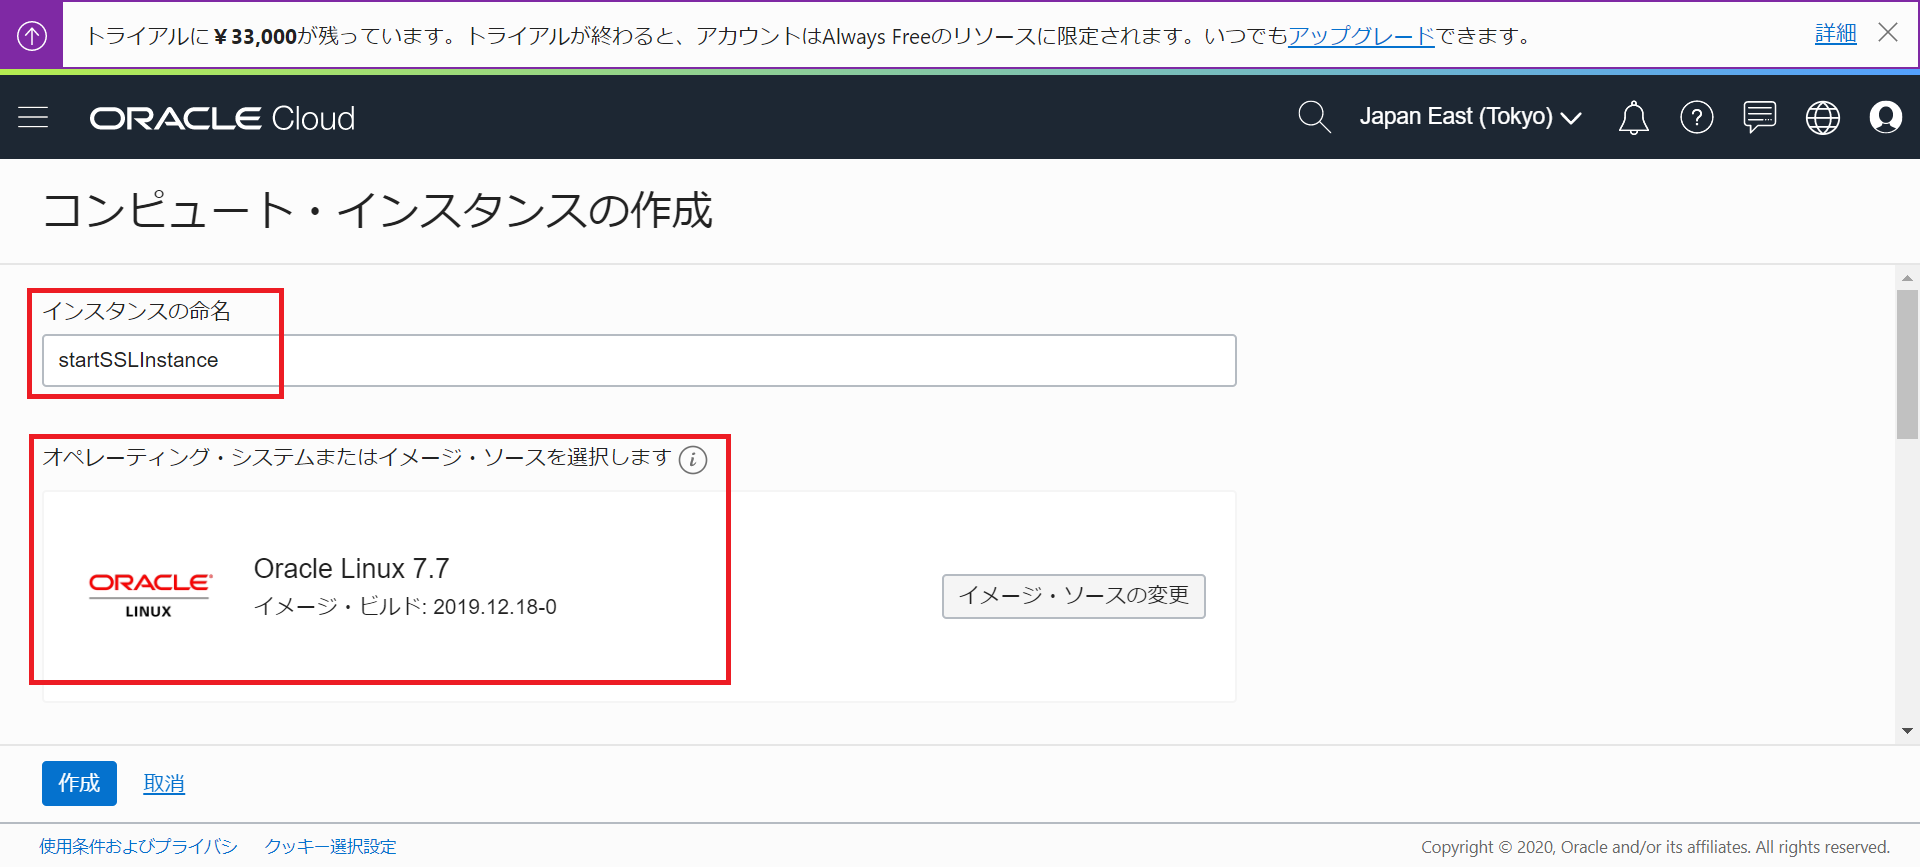 トライアルに¥33,000が残っています。トライアルが終わると、アカウントはAlways Freeのリソースに限定されます。いつでもアップグレードできます。 詳細
ORACLE Cloud Japan East (Tokyo)
コンピュート・インスタンスの作成
インスタンスの命名
startSSLInstance
オペレーティング・システムまたはイメージ・ソースを選択します
ORACLE LINUX
Oracle Linux 7.7
イメージ・ビルド: 2019.12.18-0
イメージ・ソースの変更
作成 取消
使用条件およびプライバシ クッキー選択設定 Copyright © 2020, Oracle and/or its affiliates. All rights reserved.